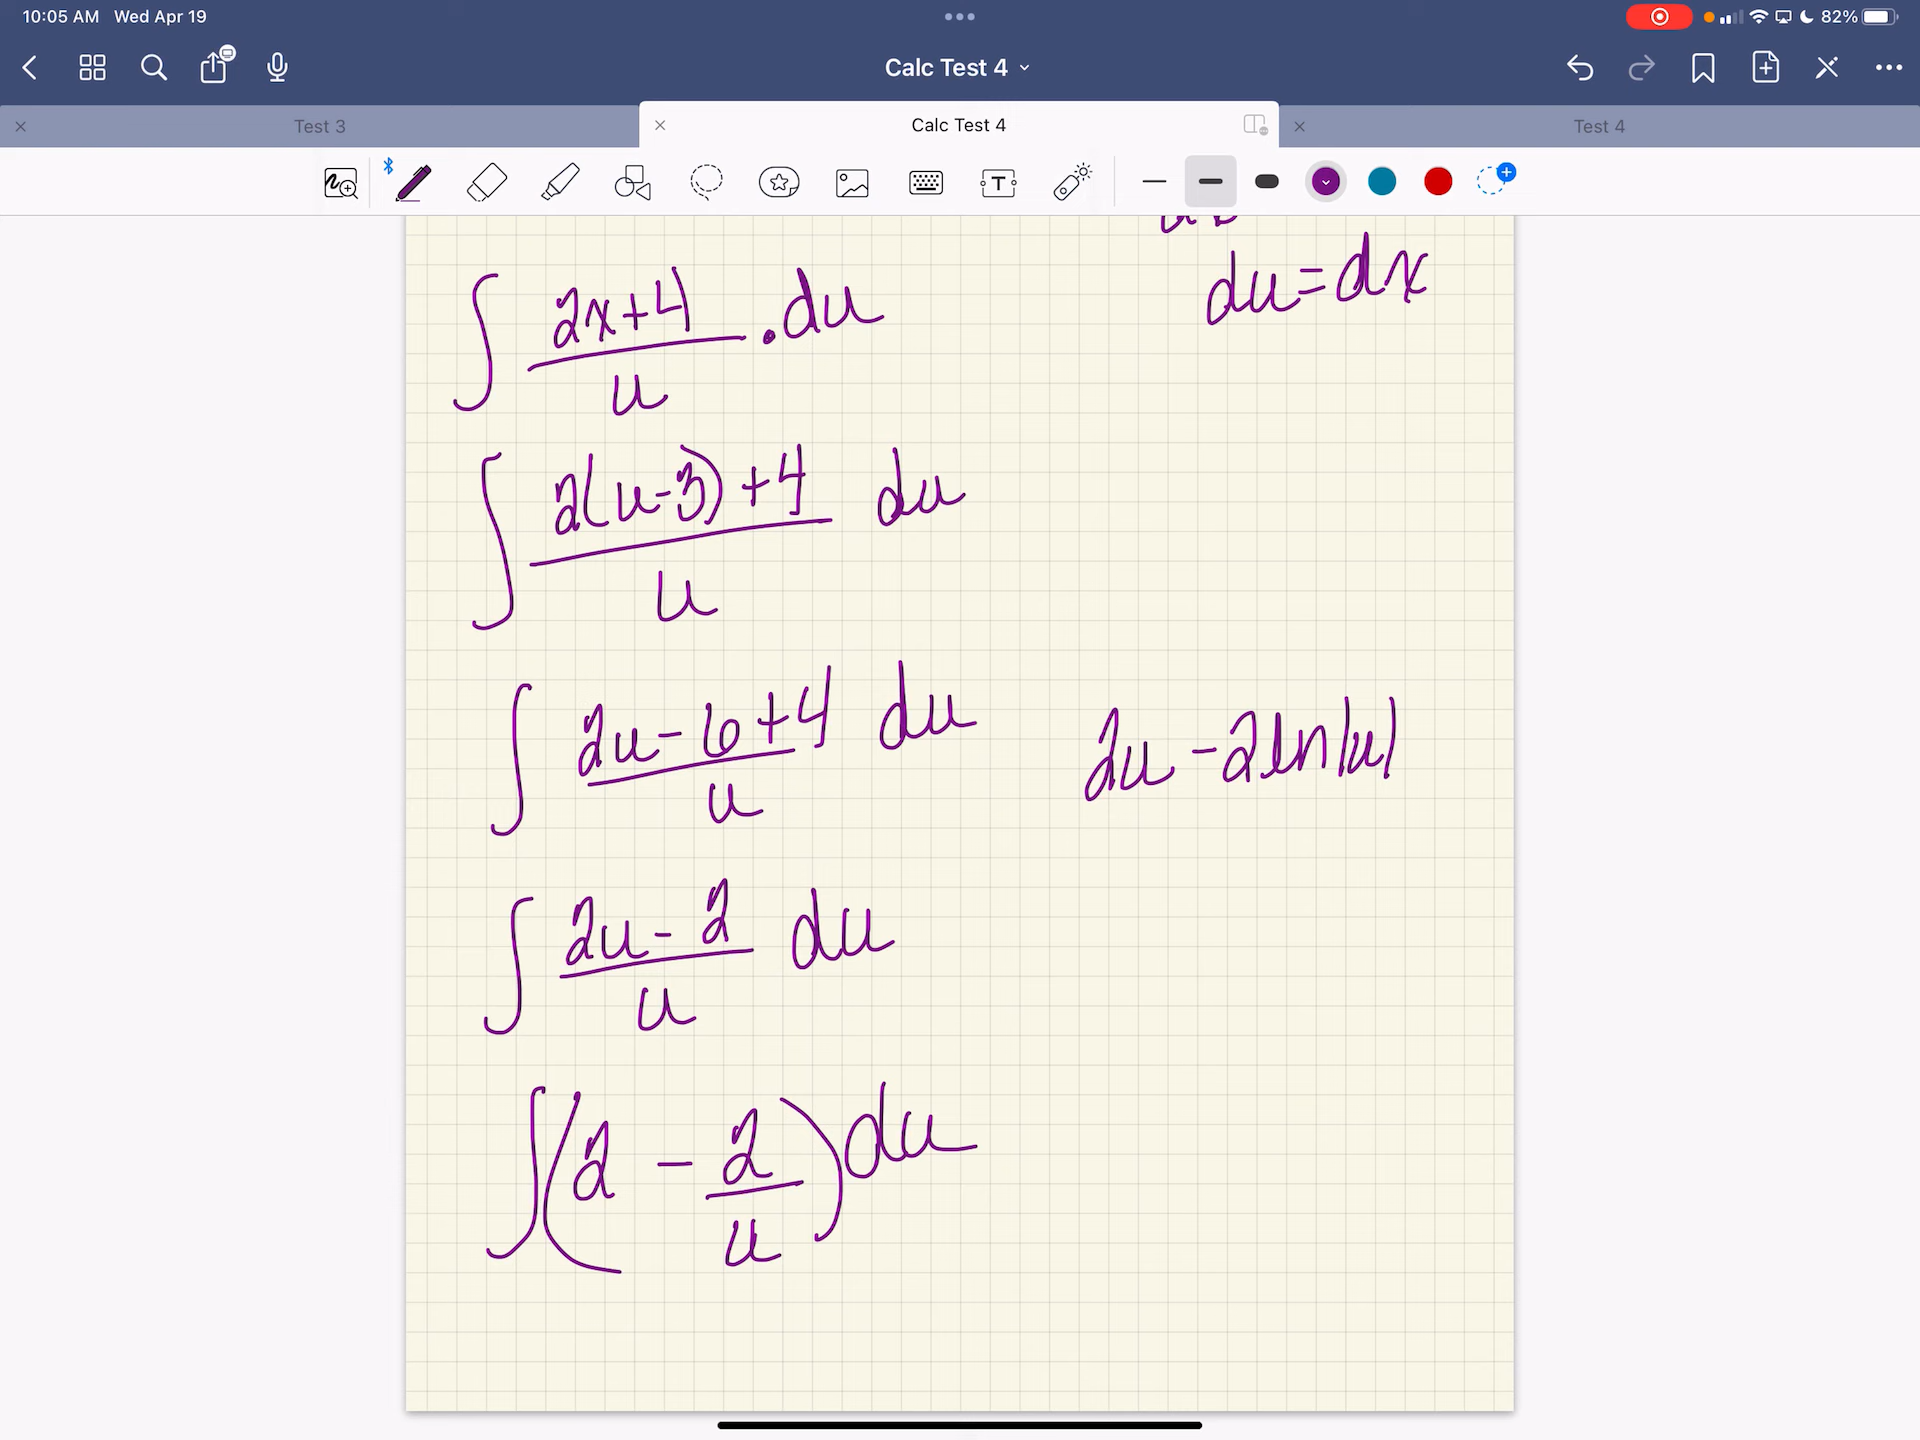 10:05 AM Wed Apr 19
82%
Calc Test 4
Test 3
Calc Test 4
Test 4
T
du = dx
∫ (2x+4)/u · du
∫ (2(u-3)+4)/u du
∫ (2u-6+4)/u du
2u - 2ln|u|
∫ (2u-2)/u du
∫(2 - 2/u)du